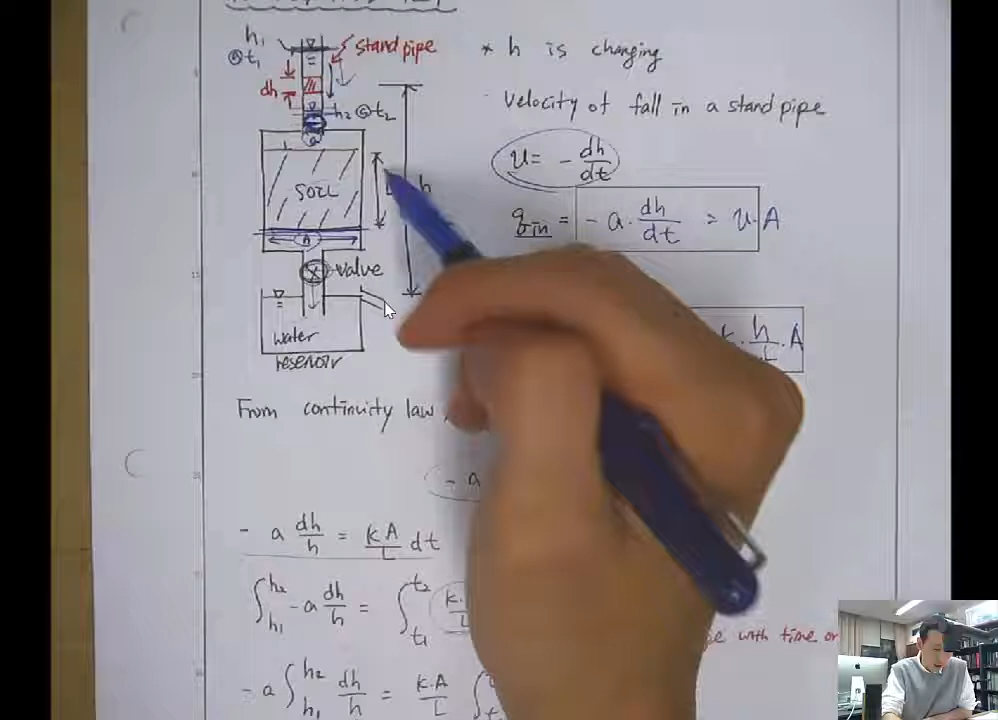 h₁
@t₁
stand pipe
dh
h₂ @t₂
SOIL
A
h
valve
water
reservoir
* h is changing
- Velocity of fall in a stand pipe
v = - dh/dt
q_in = - a · dh/dt = v · A
h/L · A
From continuity law,
- a
- a dh/h = kA/L dt
∫_{h₁}^{h₂} - a dh/h = ∫_{t₁}^{t₂} k.
- a ∫_{h₁}^{h₂} dh/h = k·A/L ∫
with time or